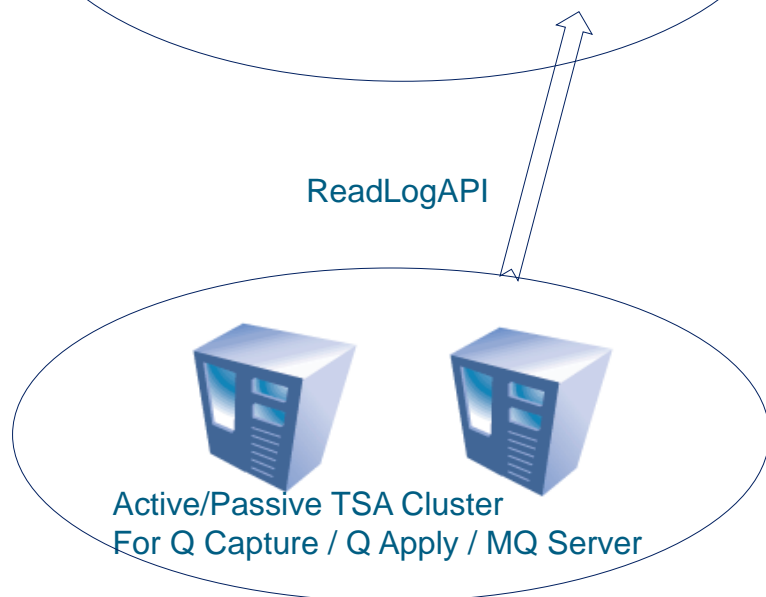 ReadLogAPI
Active/Passive TSA Cluster
For Q Capture / Q Apply / MQ Server